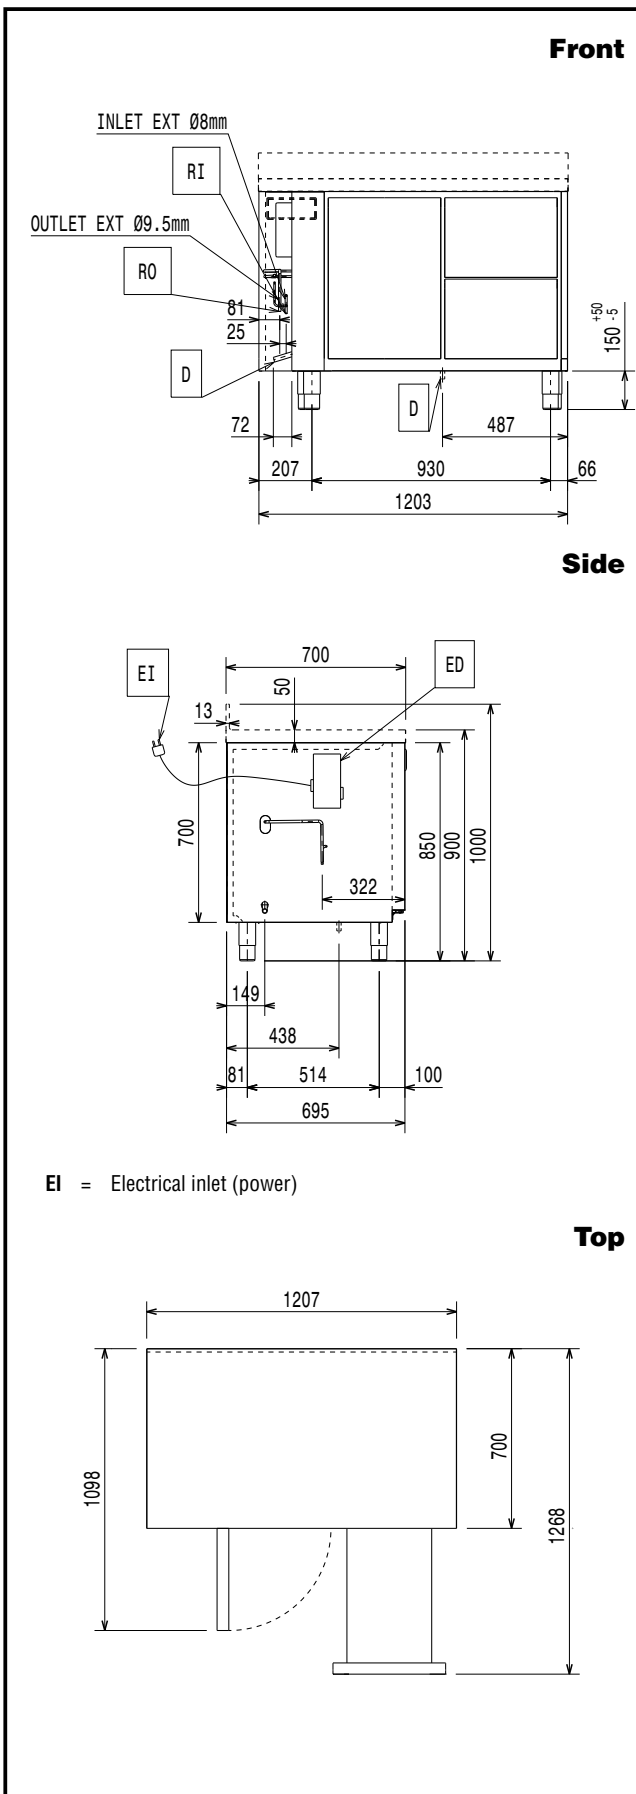 Front
INLET EXT Ø8mm
RI
OUTLET EXT Ø9.5mm
RO
81
25
D
D
150 +50 -5
72
487
207
930
66
1203
Side
700
EI
ED
50
13
700
850
900
1000
322
149
438
81
514
100
695
EI = Electrical inlet (power)
Top
1207
1098
700
1268